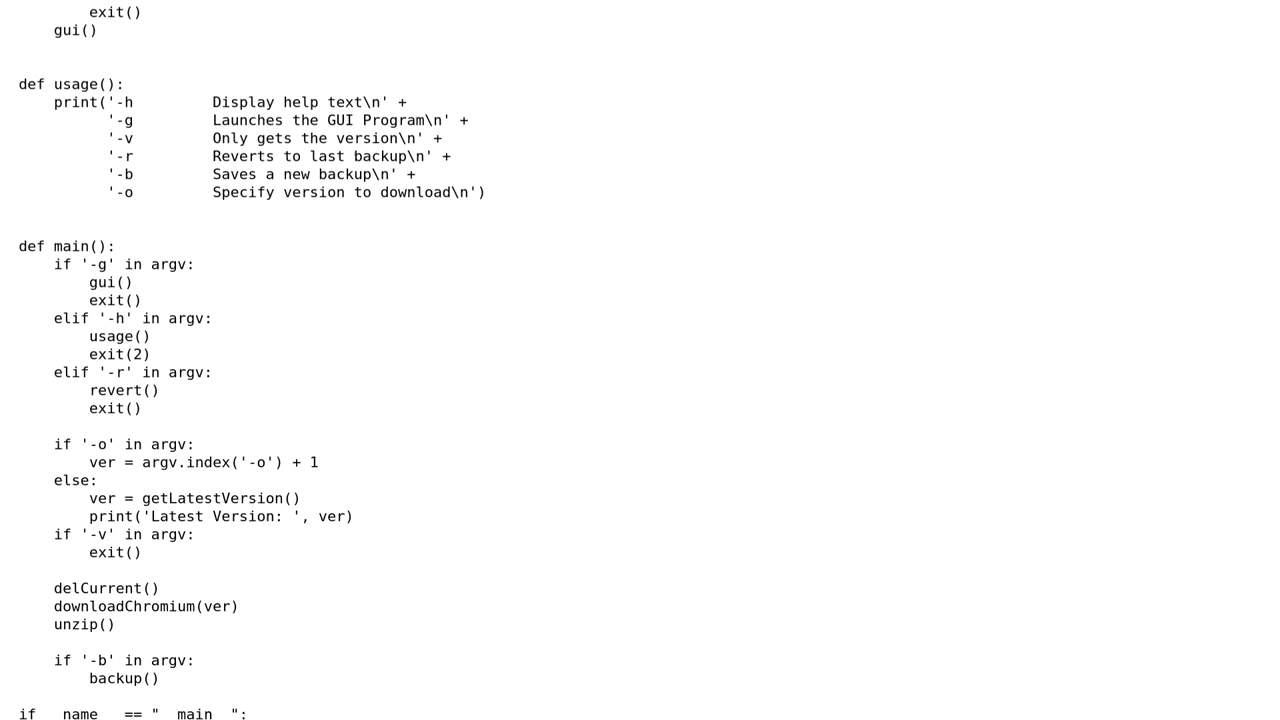 exit()
    gui()


def usage():
    print('-h         Display help text\n' +
          '-g         Launches the GUI Program\n' +
          '-v         Only gets the version\n' +
          '-r         Reverts to last backup\n' +
          '-b         Saves a new backup\n' +
          '-o         Specify version to download\n')


def main():
    if '-g' in argv:
        gui()
        exit()
    elif '-h' in argv:
        usage()
        exit(2)
    elif '-r' in argv:
        revert()
        exit()

    if '-o' in argv:
        ver = argv.index('-o') + 1
    else:
        ver = getLatestVersion()
        print('Latest Version: ', ver)
    if '-v' in argv:
        exit()

    delCurrent()
    downloadChromium(ver)
    unzip()

    if '-b' in argv:
        backup()

if __name__ == "__main__":